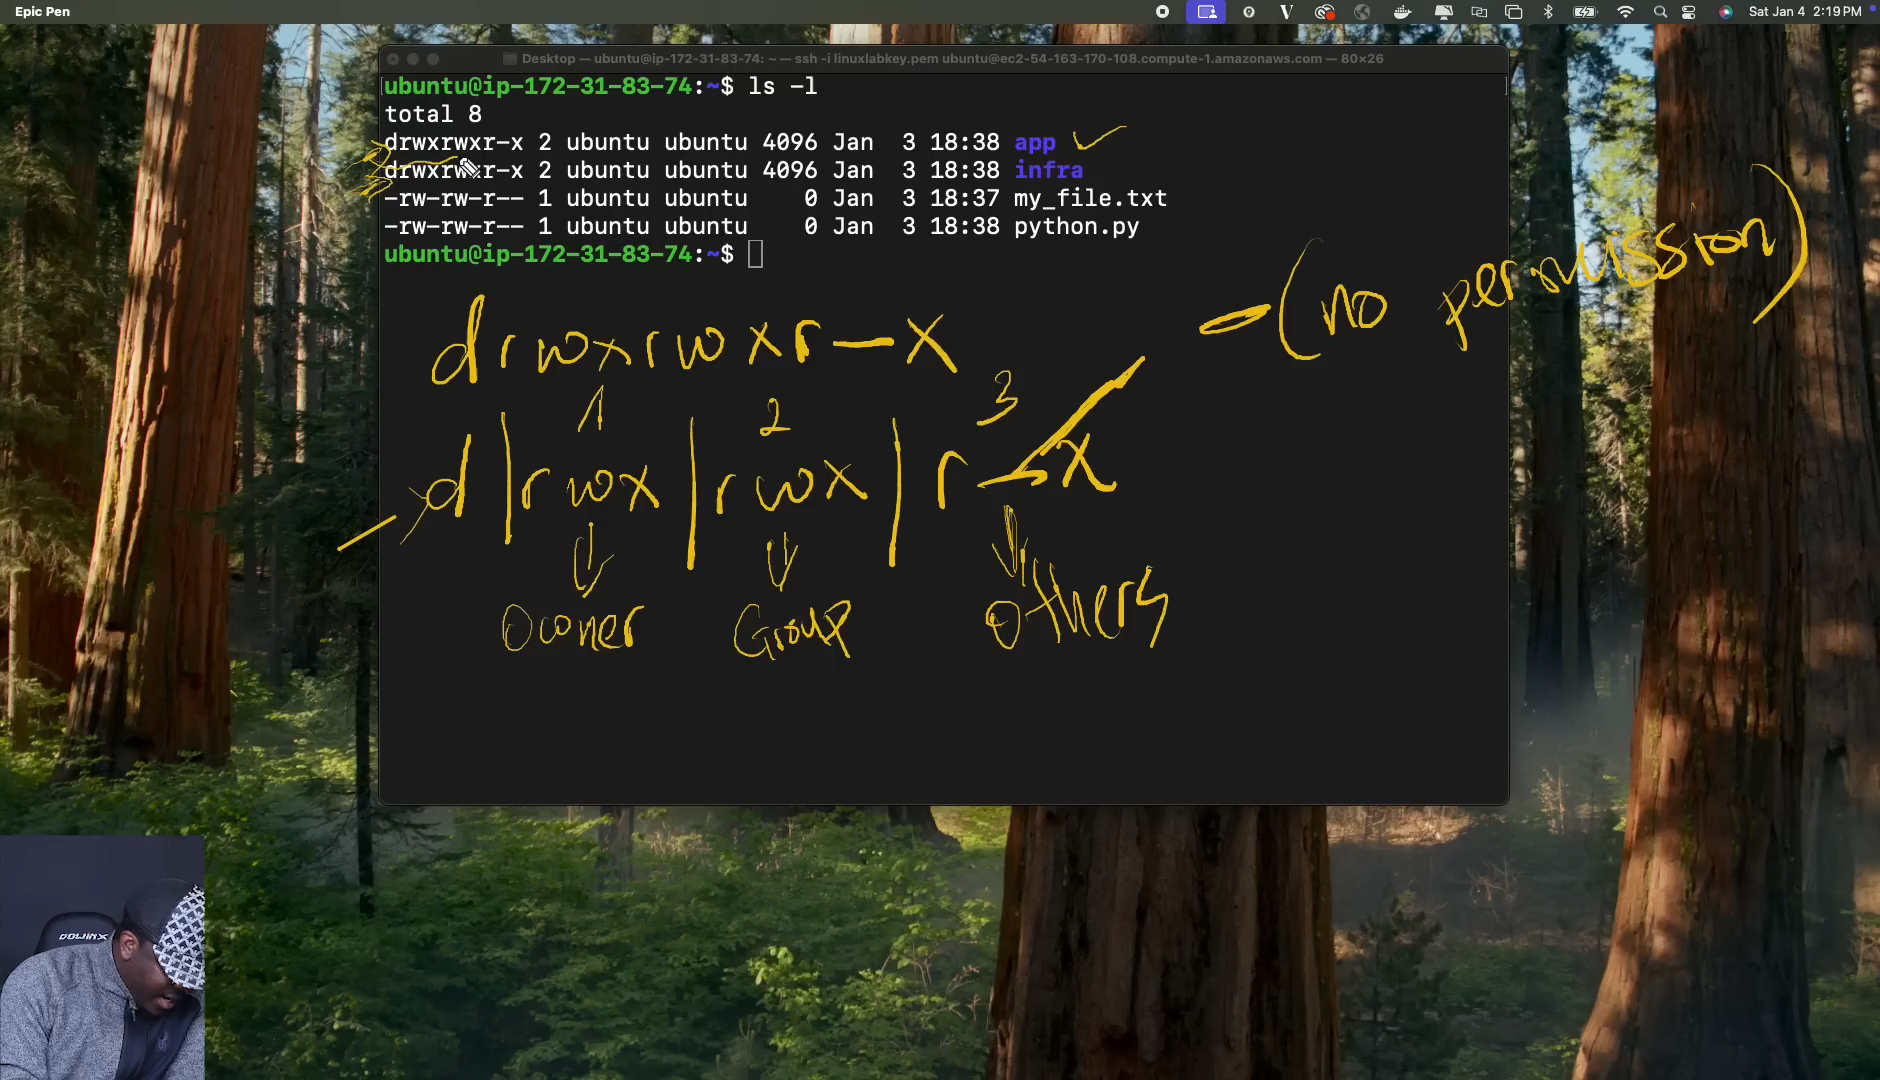 Epic Pen
Sat Jan 4 2:19 PM
Desktop — ubuntu@ip-172-31-83-74: ~ — ssh -i linuxlabkey.pem ubuntu@ec2-54-163-170-108.compute-1.amazonaws.com — 80×26
ubuntu@ip-172-31-83-74:~$ ls -l
total 8
drwxrwxr-x 2 ubuntu ubuntu 4096 Jan  3 18:38 app
drwxrwxr-x 2 ubuntu ubuntu 4096 Jan  3 18:38 infra
-rw-rw-r-- 1 ubuntu ubuntu    0 Jan  3 18:37 my_file.txt
-rw-rw-r-- 1 ubuntu ubuntu    0 Jan  3 18:38 python.py
ubuntu@ip-172-31-83-74:~$
- (no permission)
drwxrwxr-x
1 2 3
d|rwx|rwx|r-x
Owner Group Others
DOWINX